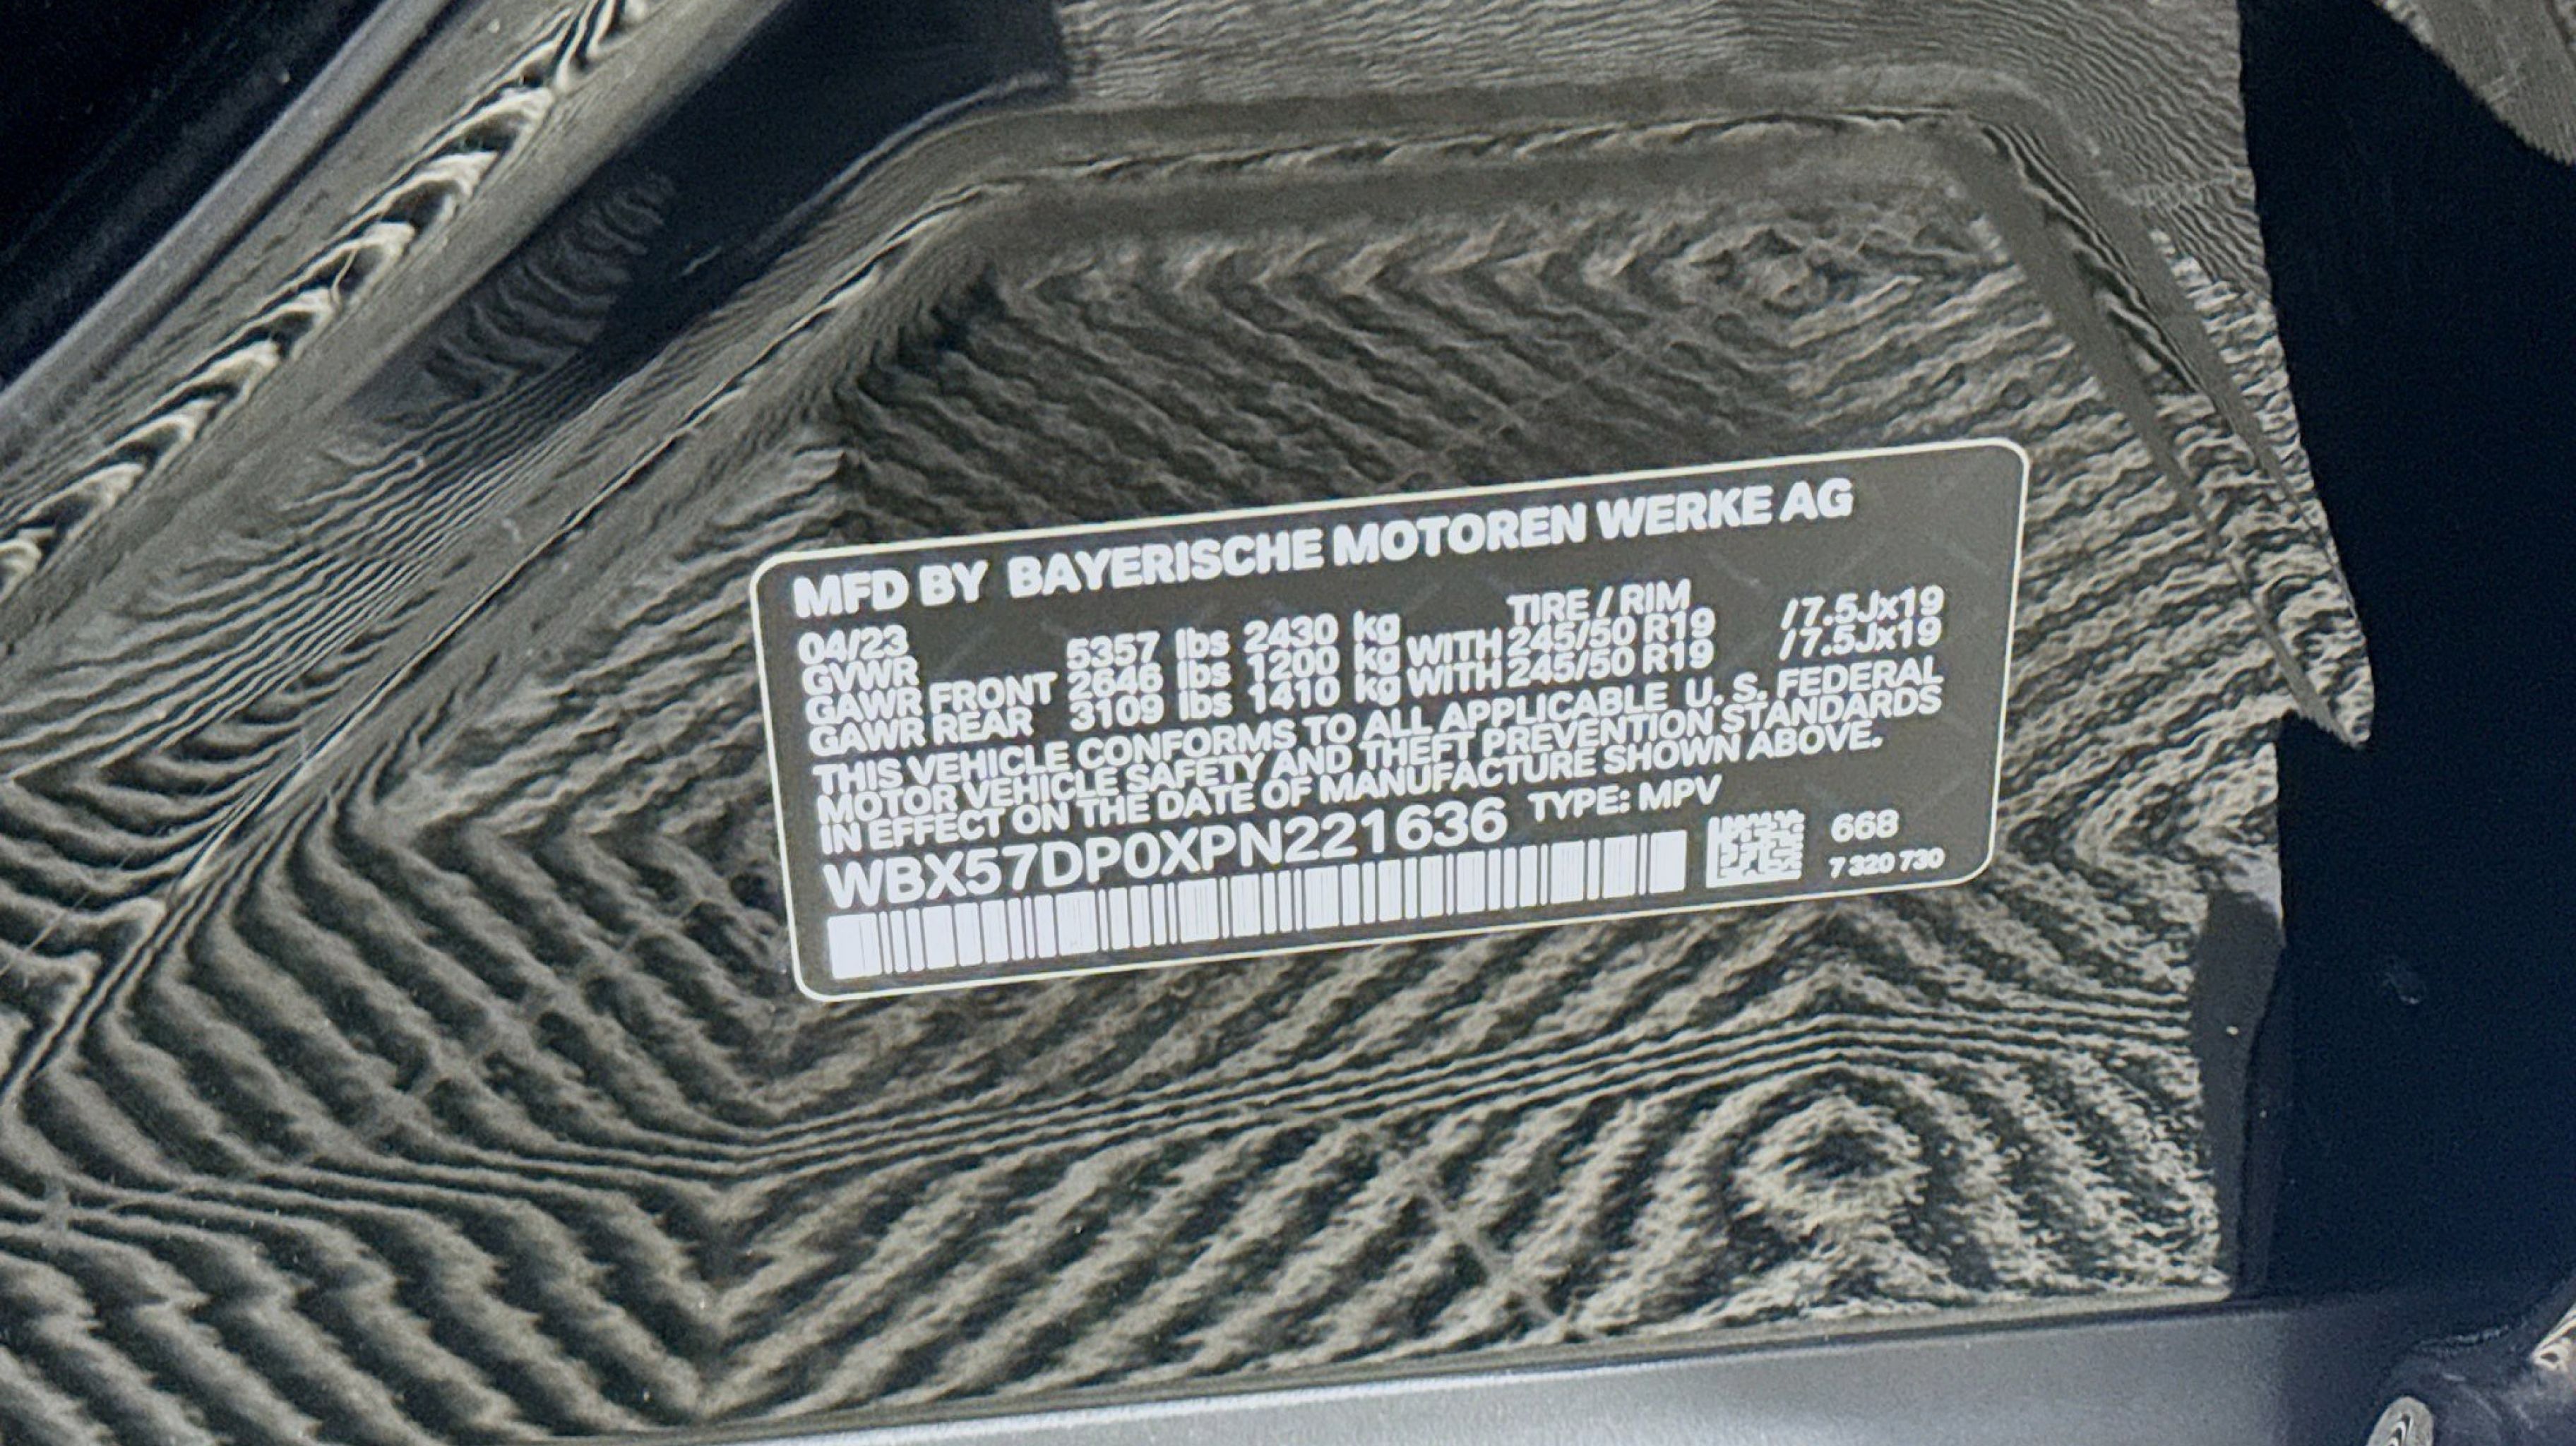 MFD BY BAYERISCHE MOTOREN WERKE AG
04/23 TIRE / RIM
GVWR 5357 lbs 2430 kg
GAWR FRONT 2646 lbs 1200 kg WITH 245/50 R19 /7.5Jx19
GAWR REAR 3109 lbs 1410 kg WITH 245/50 R19 /7.5Jx19
THIS VEHICLE CONFORMS TO ALL APPLICABLE U. S. FEDERAL
MOTOR VEHICLE SAFETY AND THEFT PREVENTION STANDARDS
IN EFFECT ON THE DATE OF MANUFACTURE SHOWN ABOVE.
WBX57DP0XPN221636 TYPE: MPV
668
7 320 730